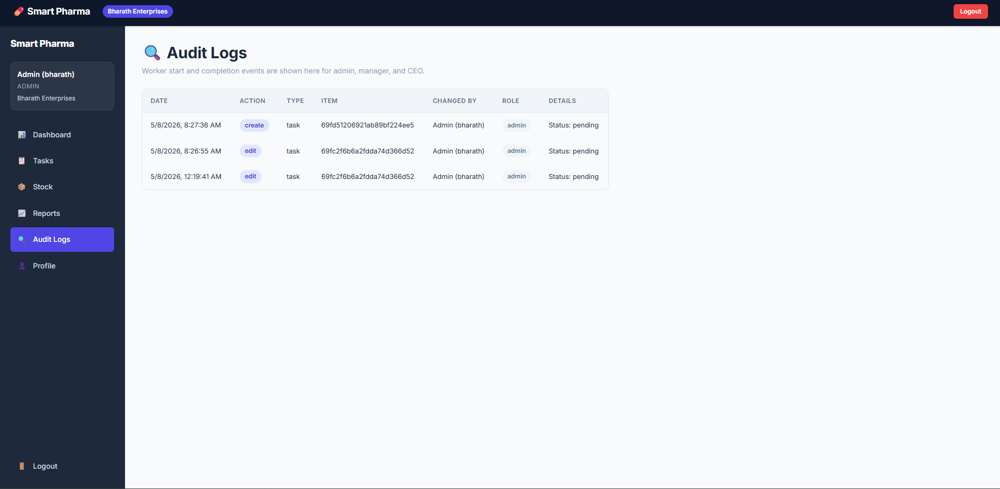 Smart Pharma
Bharath Enterprises
Logout
Smart Pharma
Admin (bharath)
ADMIN
Bharath Enterprises
Dashboard
Tasks
Stock
Reports
Audit Logs
Profile
Logout
Audit Logs
Worker start and completion events are shown here for admin, manager, and CEO.
DATE ACTION TYPE ITEM CHANGED BY ROLE DETAILS
5/8/2026, 8:27:36 AM create task 69fd51206921ab89bf224ee5 Admin (bharath) admin Status: pending
5/8/2026, 8:26:55 AM edit task 69fc2f6b6a2fdda74d366d52 Admin (bharath) admin Status: pending
5/8/2026, 12:19:41 AM edit task 69fc2f6b6a2fdda74d366d52 Admin (bharath) admin Status: pending